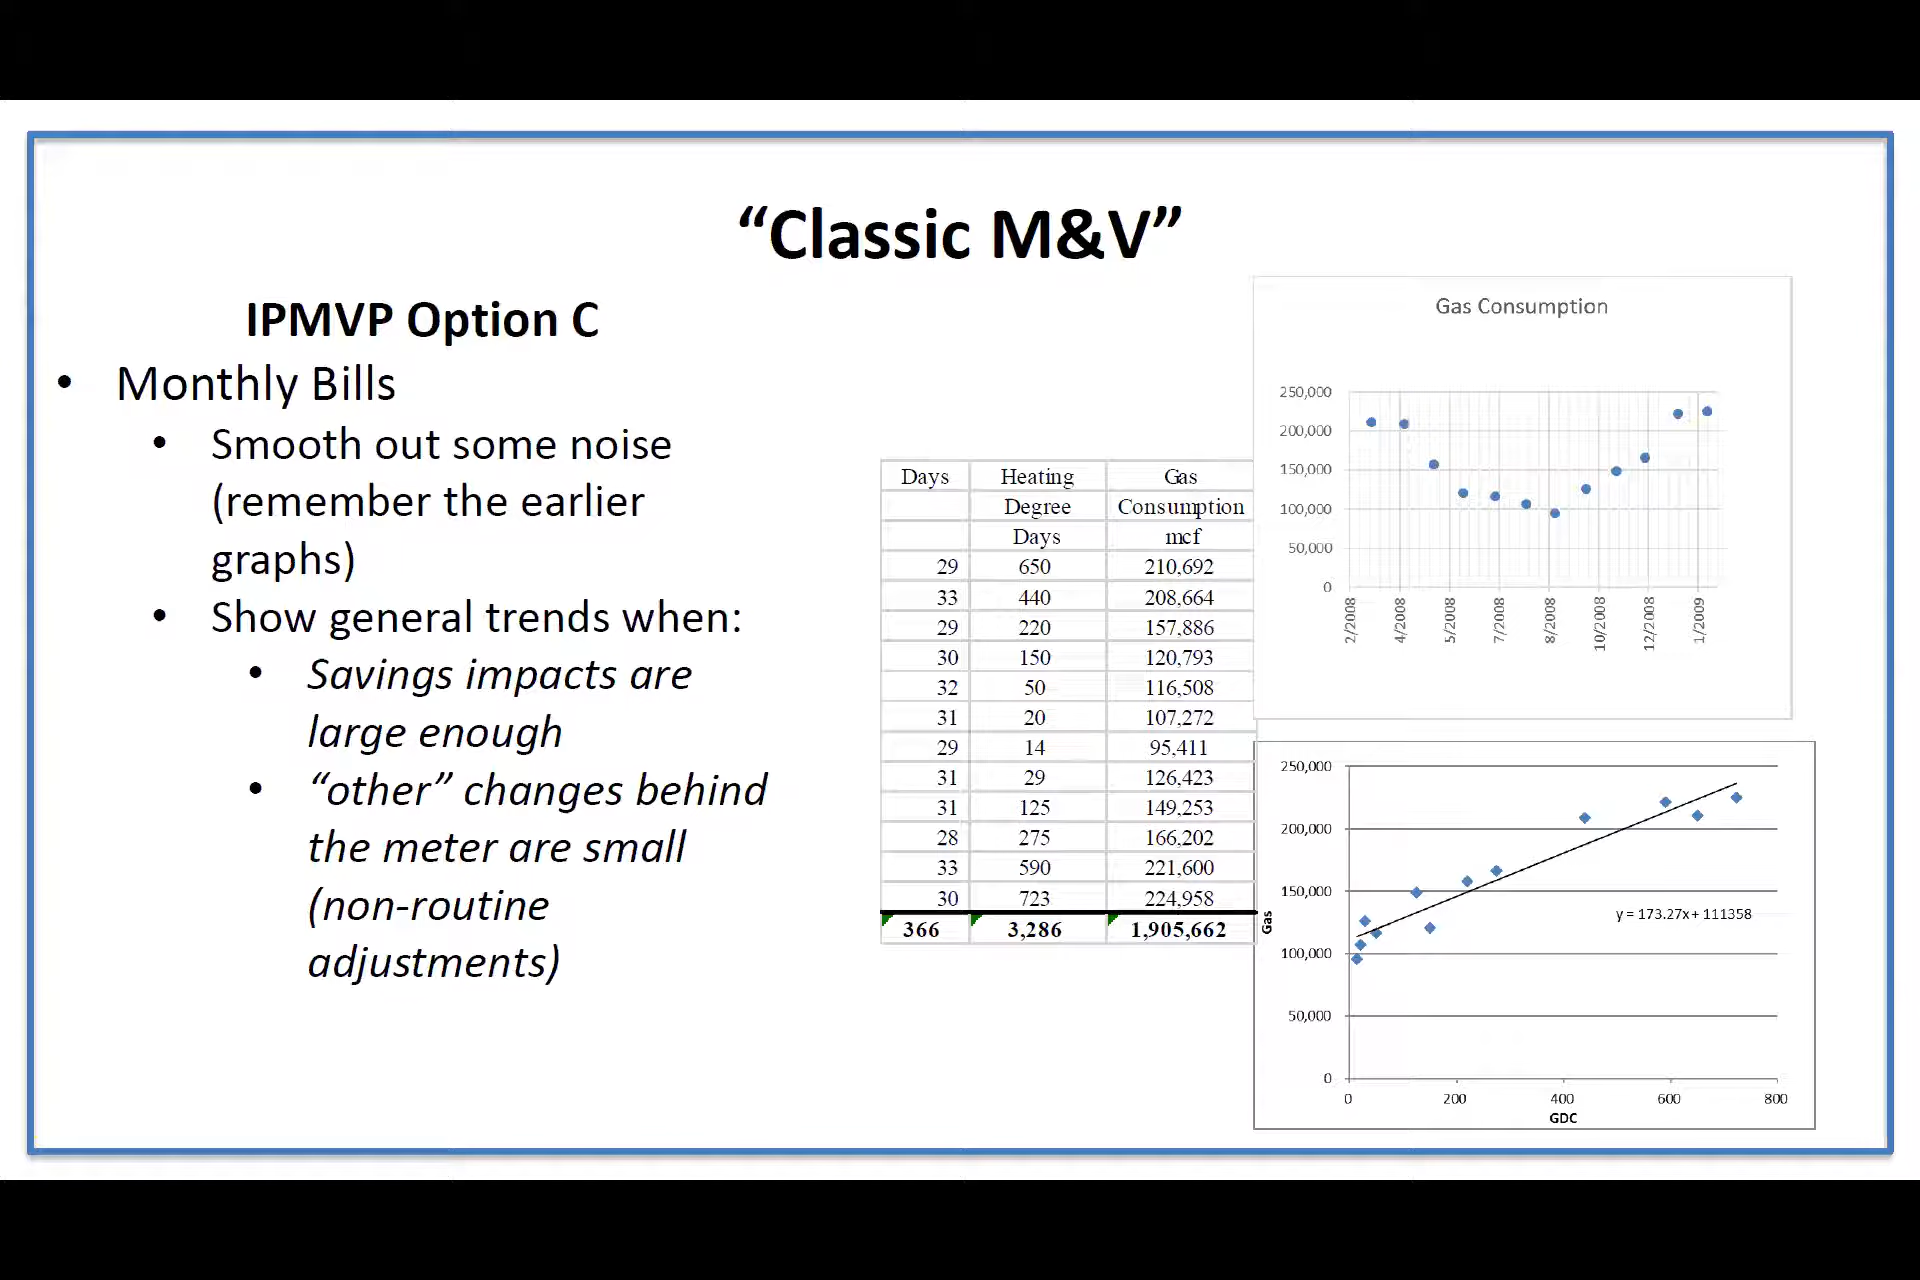 “Classic M&V”
IPMVP Option C
• Monthly Bills
• Smooth out some noise
(remember the earlier
graphs)
• Show general trends when:
• Savings impacts are
large enough
• “other” changes behind
the meter are small
(non-routine
adjustments)
Days Heating Gas
Degree Consumption
Days mcf
29 650 210,692
33 440 208,664
29 220 157,886
30 150 120,793
32 50 116,508
31 20 107,272
29 14 95,411
31 29 126,423
31 125 149,253
28 275 166,202
33 590 221,600
30 723 224,958
366 3,286 1,905,662
Gas Consumption
250,000
200,000
150,000
100,000
50,000
0
2/2008 4/2008 5/2008 7/2008 8/2008 10/2008 12/2008 1/2009
250,000
200,000
150,000
100,000
50,000
0
Gas
y = 173.27x + 111358
0 200 400 600 800
GDC